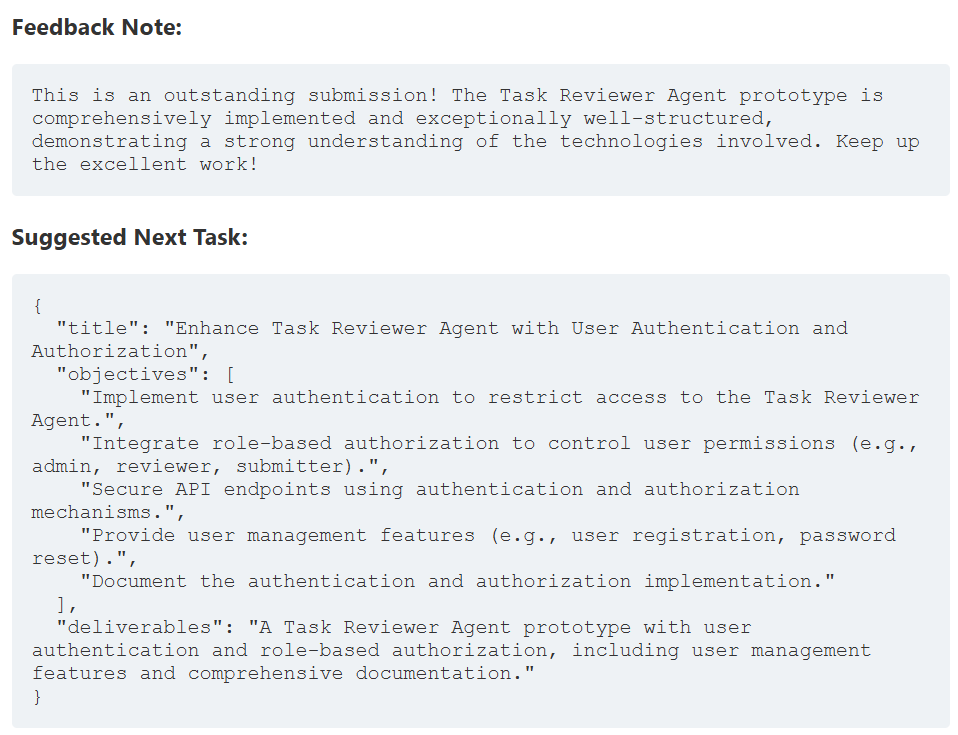 Feedback Note:
This is an outstanding submission! The Task Reviewer Agent prototype is
comprehensively implemented and exceptionally well-structured,
demonstrating a strong understanding of the technologies involved. Keep up
the excellent work!
Suggested Next Task:
{
  "title": "Enhance Task Reviewer Agent with User Authentication and
Authorization",
  "objectives": [
    "Implement user authentication to restrict access to the Task Reviewer
Agent.",
    "Integrate role-based authorization to control user permissions (e.g.,
admin, reviewer, submitter).",
    "Secure API endpoints using authentication and authorization
mechanisms.",
    "Provide user management features (e.g., user registration, password
reset).",
    "Document the authentication and authorization implementation."
  ],
  "deliverables": "A Task Reviewer Agent prototype with user
authentication and role-based authorization, including user management
features and comprehensive documentation."
}